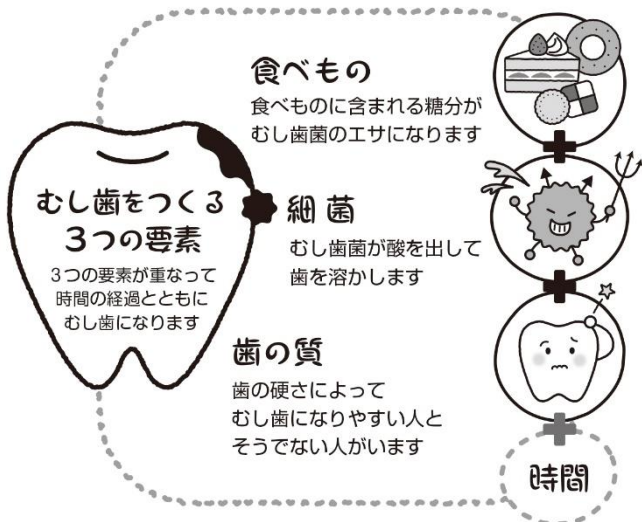 むし歯をつくる
3つの要素
3つの要素が重なって
時間の経過とともに
むし歯になります
食べもの
食べものに含まれる糖分が
むし歯菌のエサになります
細菌
むし歯菌が酸を出して
歯を溶かします
歯の質
歯の硬さによって
むし歯になりやすい人と
そうでない人がいます
時間